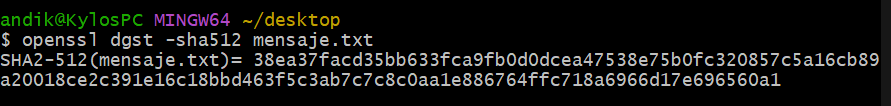 andik@KylosPC MINGW64 ~/desktop
$ openssl dgst -sha512 mensaje.txt
SHA2-512(mensaje.txt)= 38ea37facd35bb633fca9fb0d0dcea47538e75b0fc320857c5a16cb89
a20018ce2c391e16c18bbd463f5c3ab7c7c8c0aa1e886764ffc718a6966d17e696560a1